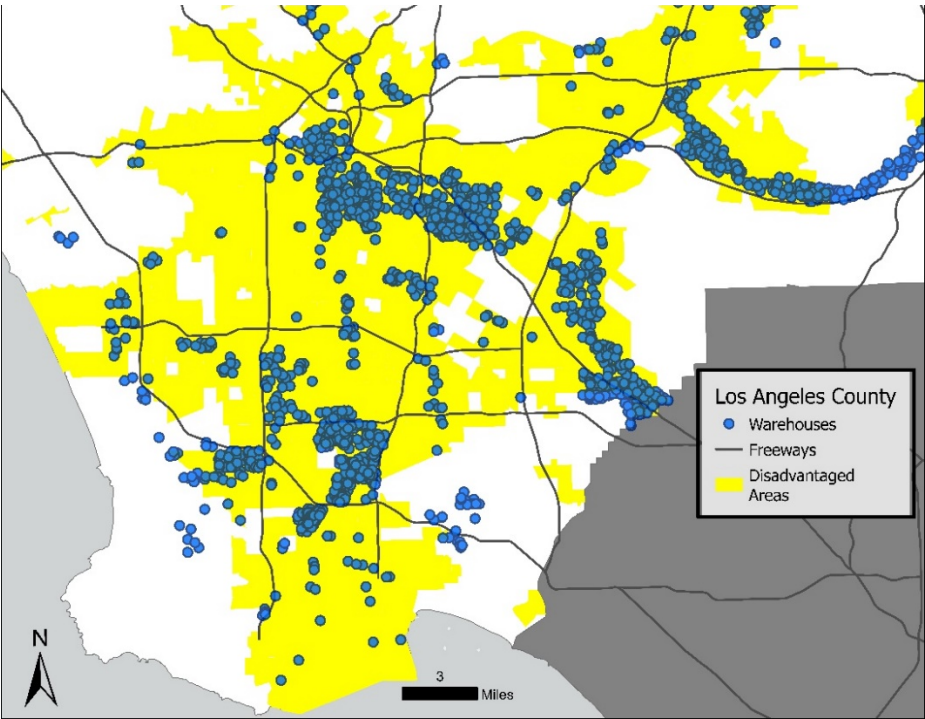 Los Angeles County
Warehouses
Freeways
Disadvantaged
Areas
N
3
Miles